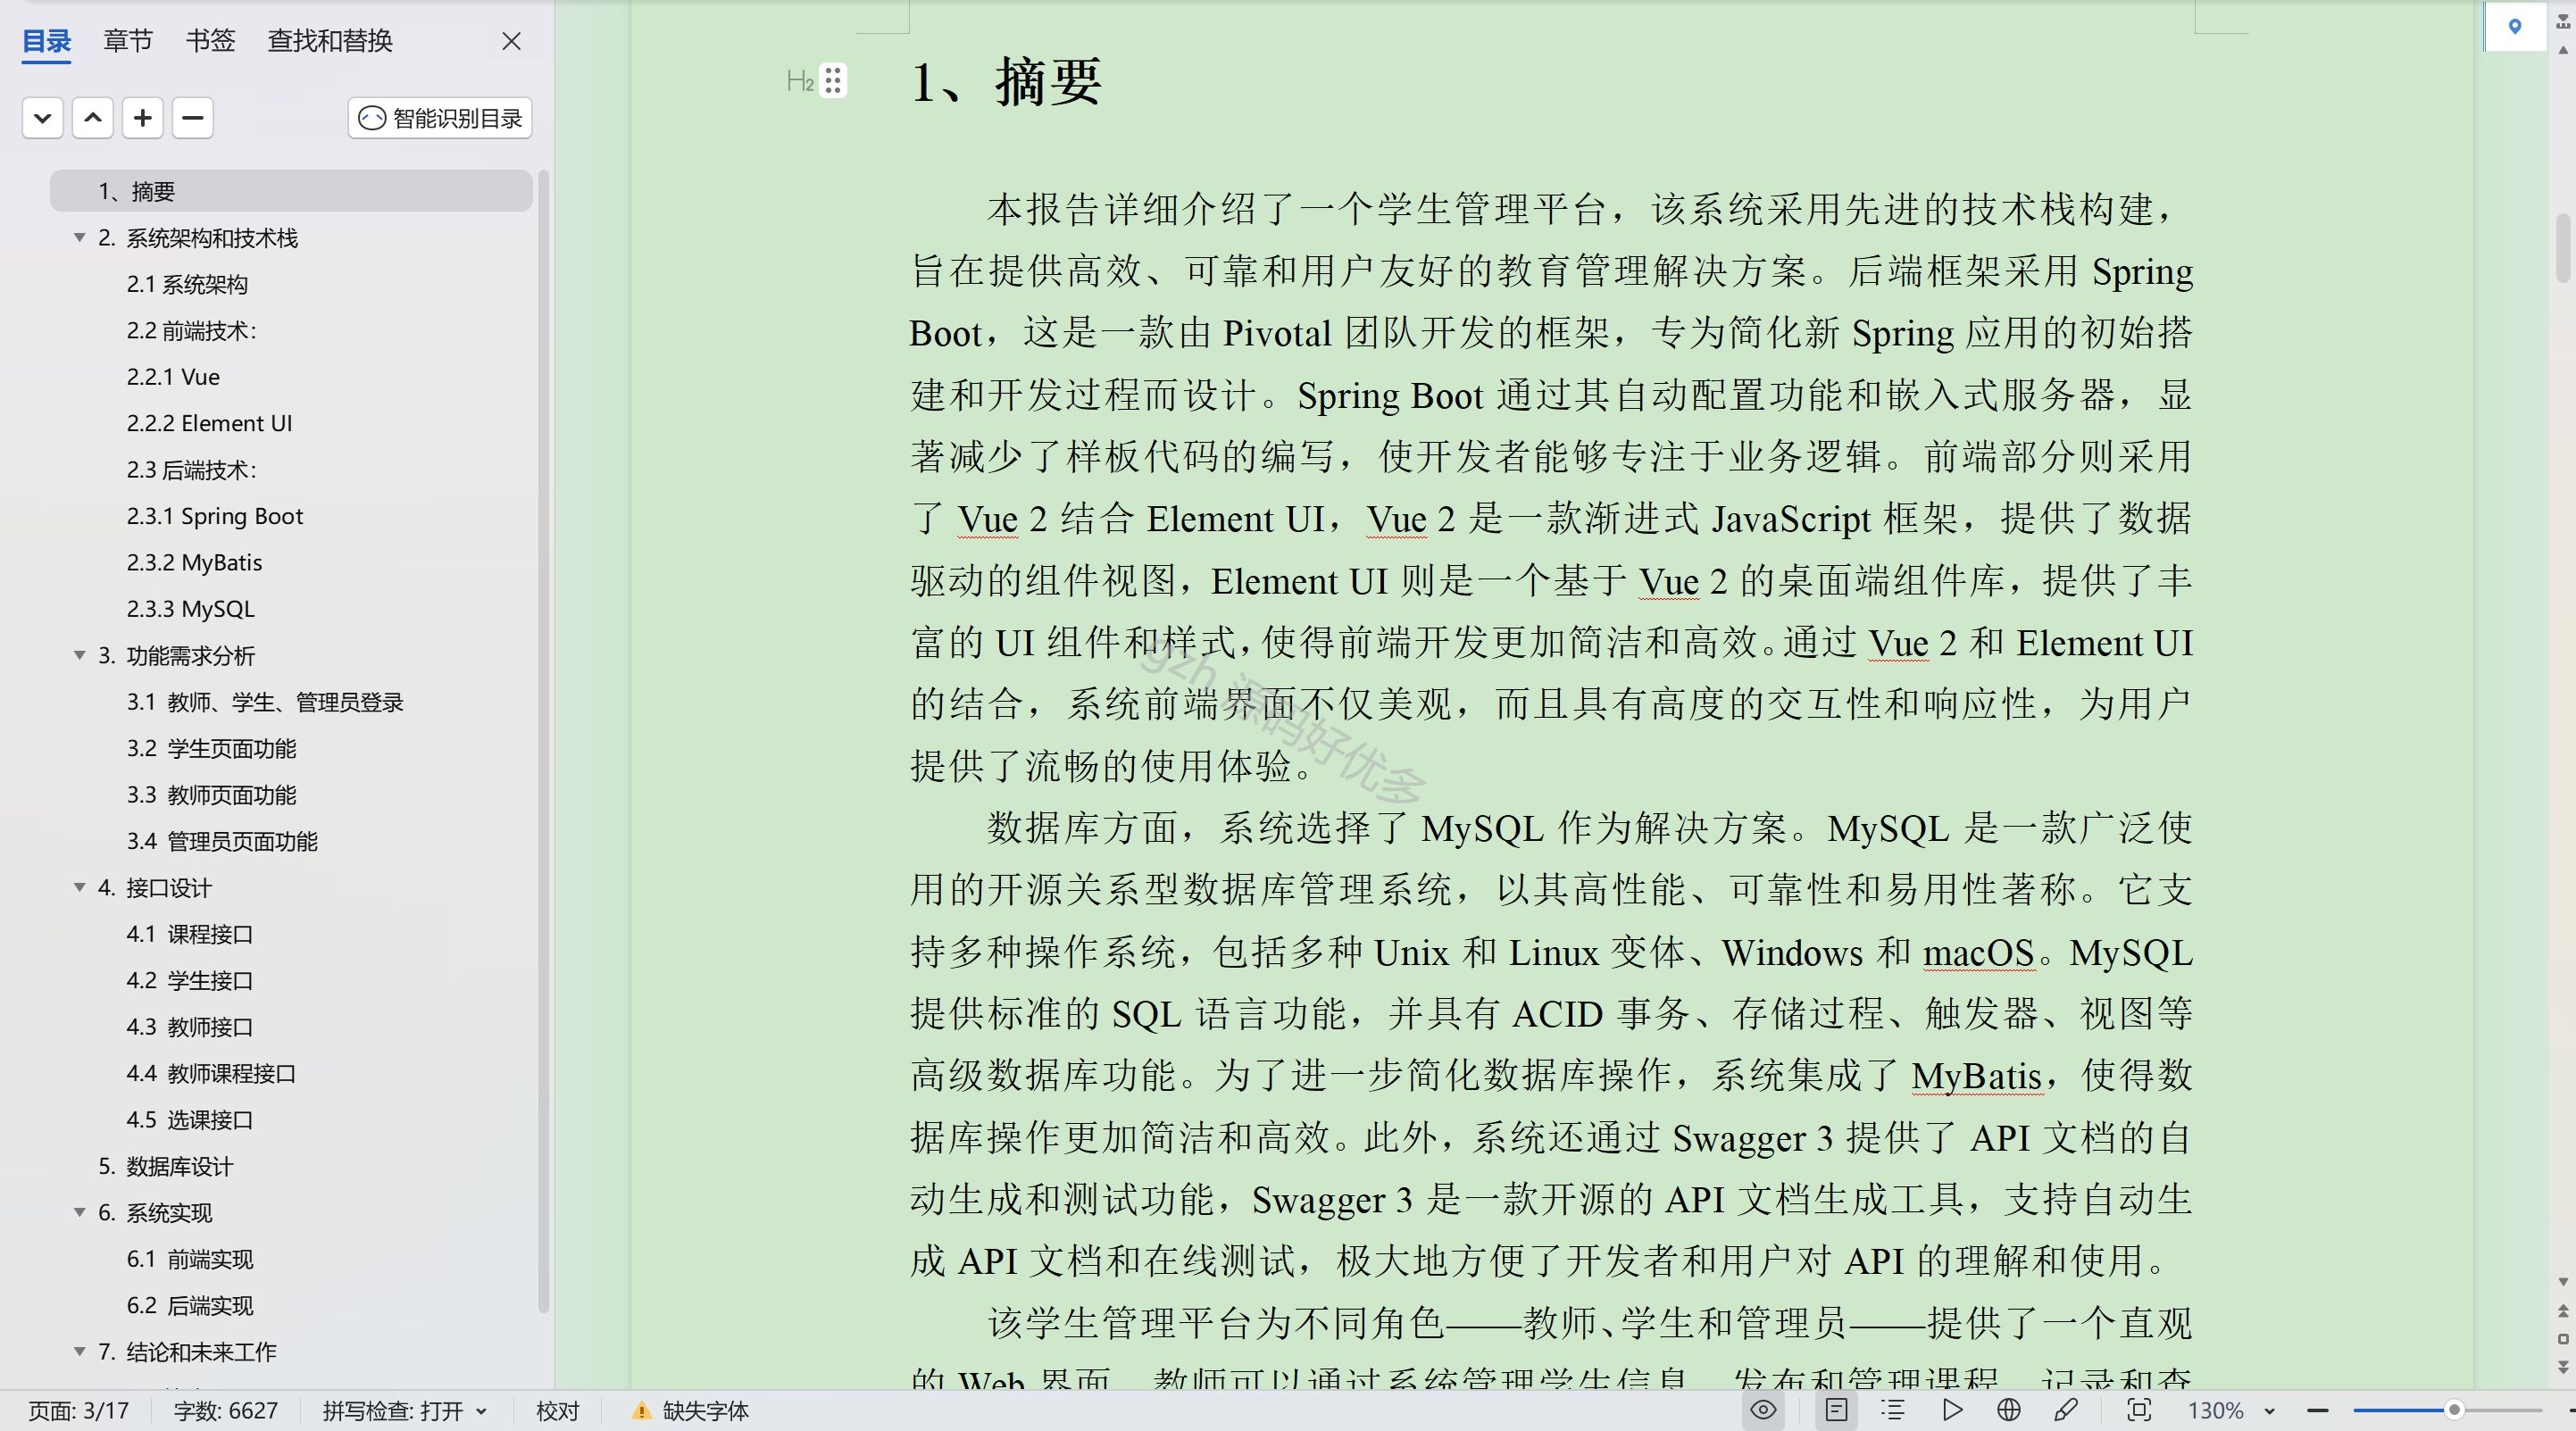 目录 章节 书签 查找和替换
智能识别目录
1、摘要
2. 系统架构和技术栈
2.1 系统架构
2.2 前端技术：
2.2.1 Vue
2.2.2 Element UI
2.3 后端技术：
2.3.1 Spring Boot
2.3.2 MyBatis
2.3.3 MySQL
3. 功能需求分析
3.1 教师、学生、管理员登录
3.2 学生页面功能
3.3 教师页面功能
3.4 管理员页面功能
4. 接口设计
4.1 课程接口
4.2 学生接口
4.3 教师接口
4.4 教师课程接口
4.5 选课接口
5. 数据库设计
6. 系统实现
6.1 前端实现
6.2 后端实现
7. 结论和未来工作
H2
1、摘要
本报告详细介绍了一个学生管理平台，该系统采用先进的技术栈构建，
旨在提供高效、可靠和用户友好的教育管理解决方案。后端框架采用 Spring
Boot，这是一款由 Pivotal 团队开发的框架，专为简化新 Spring 应用的初始搭
建和开发过程而设计。Spring Boot 通过其自动配置功能和嵌入式服务器，显
著减少了样板代码的编写，使开发者能够专注于业务逻辑。前端部分则采用
了 Vue 2 结合 Element UI，Vue 2 是一款渐进式 JavaScript 框架，提供了数据
驱动的组件视图，Element UI 则是一个基于 Vue 2 的桌面端组件库，提供了丰
富的 UI 组件和样式，使得前端开发更加简洁和高效。通过 Vue 2 和 Element UI
的结合，系统前端界面不仅美观，而且具有高度的交互性和响应性，为用户
提供了流畅的使用体验。
gzh 源码好优多
数据库方面，系统选择了 MySQL 作为解决方案。MySQL 是一款广泛使
用的开源关系型数据库管理系统，以其高性能、可靠性和易用性著称。它支
持多种操作系统，包括多种 Unix 和 Linux 变体、Windows 和 macOS。MySQL
提供标准的 SQL 语言功能，并具有 ACID 事务、存储过程、触发器、视图等
高级数据库功能。为了进一步简化数据库操作，系统集成了 MyBatis，使得数
据库操作更加简洁和高效。此外，系统还通过 Swagger 3 提供了 API 文档的自
动生成和测试功能，Swagger 3 是一款开源的 API 文档生成工具，支持自动生
成 API 文档和在线测试，极大地方便了开发者和用户对 API 的理解和使用。
该学生管理平台为不同角色——教师、学生和管理员——提供了一个直观
的 Web 界面。教师可以通过系统管理学生信息、发布和管理课程、记录和查
页面: 3/17 字数: 6627 拼写检查: 打开 校对 缺失字体 130%